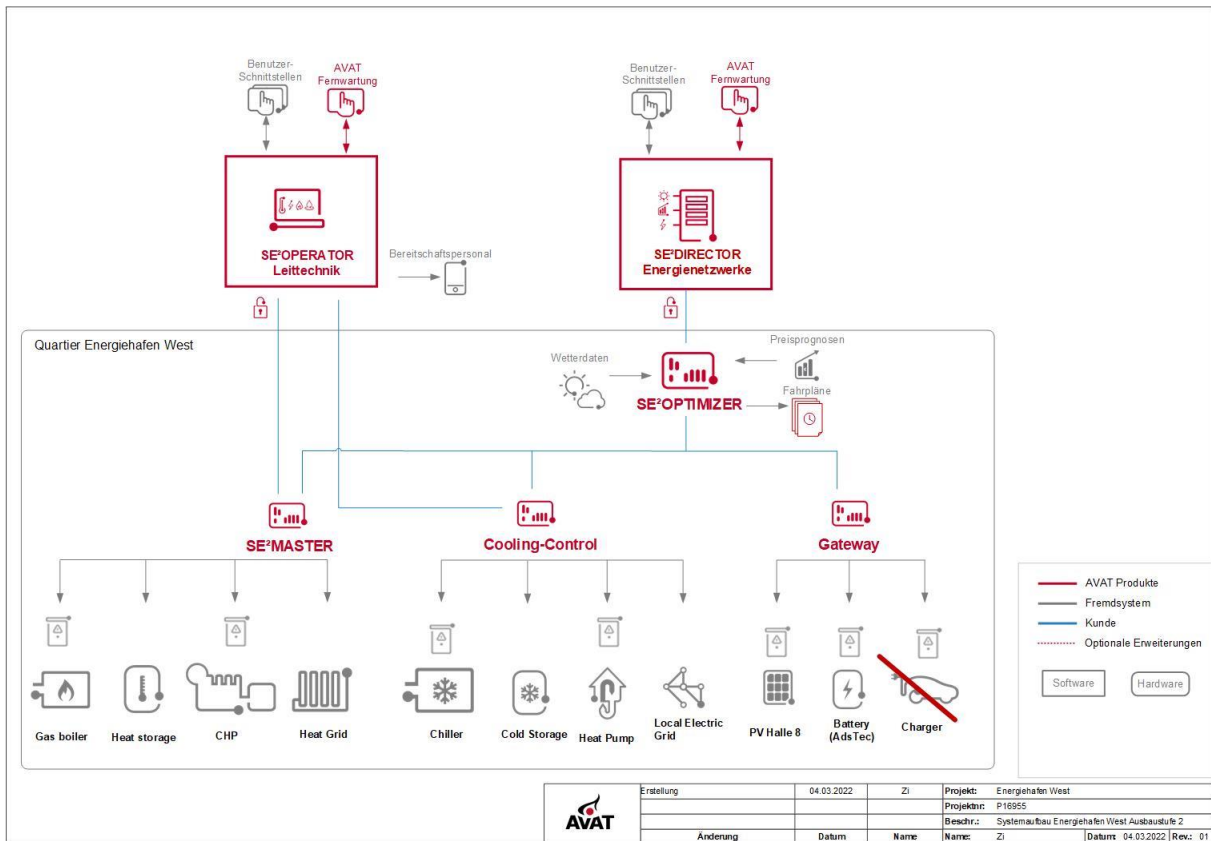 Benutzer-
Schnittstellen
AVAT
Fernwartung
Benutzer-
Schnittstellen
AVAT
Fernwartung
SE²OPERATOR
Leittechnik
Bereitschaftspersonal
SE²DIRECTOR
Energienetzwerke
Quartier Energiehafen West
Wetterdaten
Preisprognosen
SE²OPTIMIZER
Fahrpläne
SE²MASTER
Cooling-Control
Gateway
Gas boiler
Heat storage
CHP
Heat Grid
Chiller
Cold Storage
Heat Pump
Local Electric
Grid
PV Halle 8
Battery
(AdsTec)
Charger
AVAT Produkte
Fremdsystem
Kunde
Optionale Erweiterungen
Software
Hardware
AVAT
Erstellung 04.03.2022 Zi Projekt: Energiehafen West
Projektnr: P16955
Beschr.: Systemaufbau Energiehafen West Ausbaustufe 2
Änderung Datum Name Name: Zi Datum: 04.03.2022 Rev.: 01